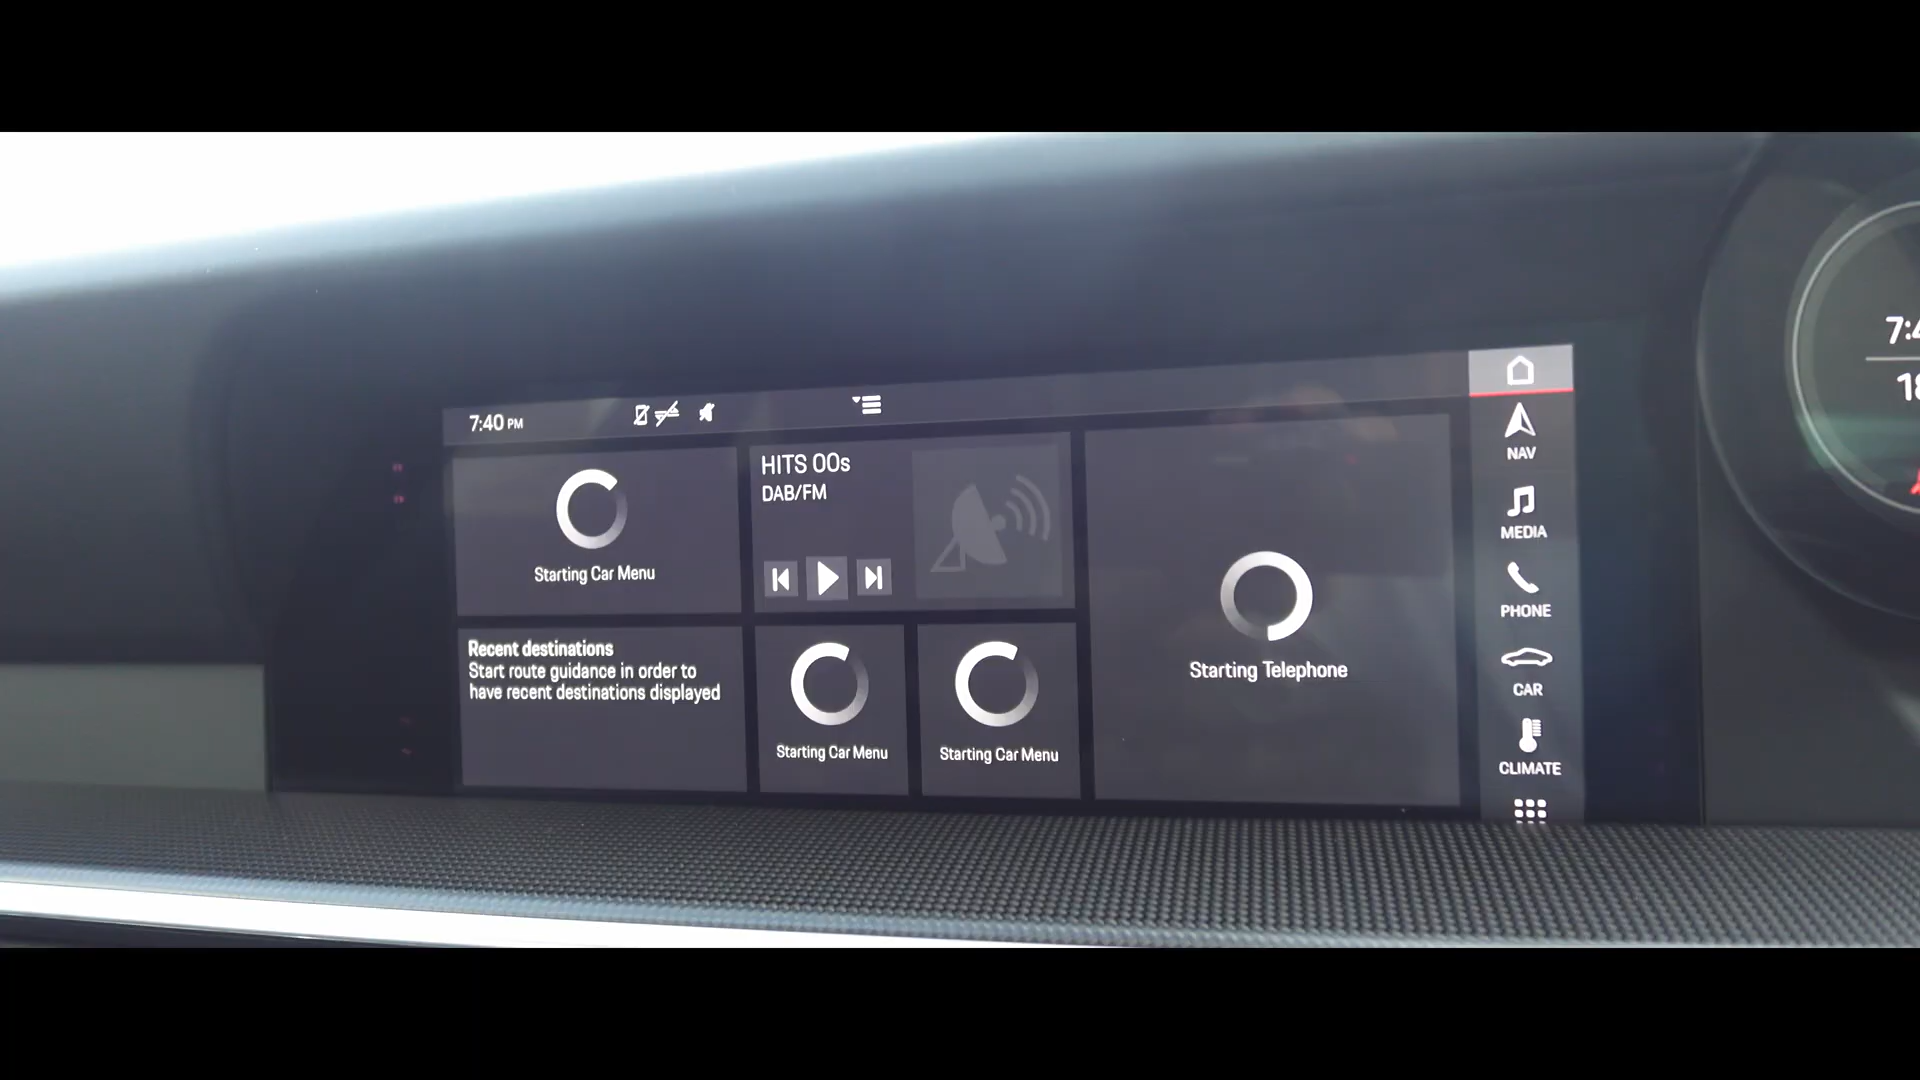 7:40 PM
Starting Car Menu
HITS 00s
DAB/FM
Recent destinations
Start route guidance in order to
have recent destinations displayed
Starting Car Menu
Starting Car Menu
Starting Telephone
NAV
MEDIA
PHONE
CAR
CLIMATE